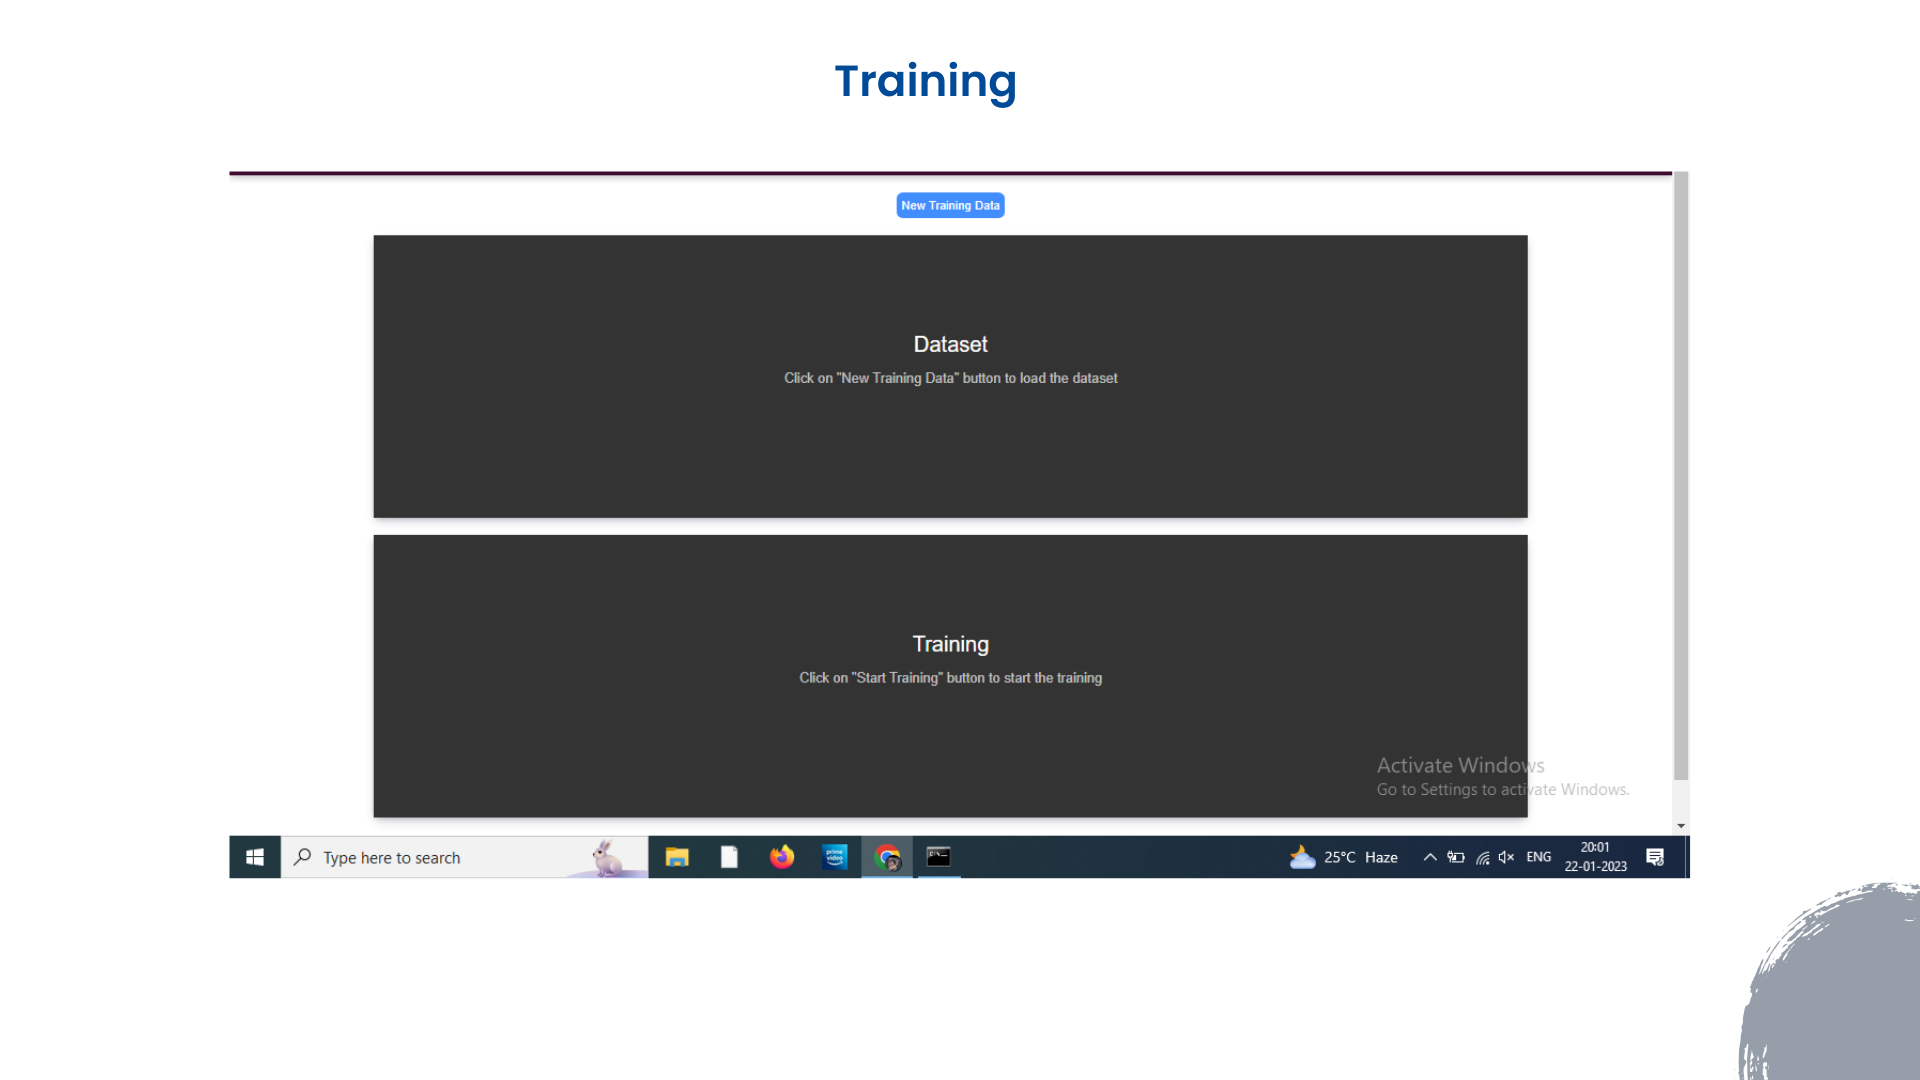 Training
New Training Data
Dataset
Click on "New Training Data" button to load the dataset
Training
Click on "Start Training" button to start the training
Activate Windows
Go to Settings to activate Windows.
Type here to search
prime video
25°C Haze
ENG
20:01
22-01-2023